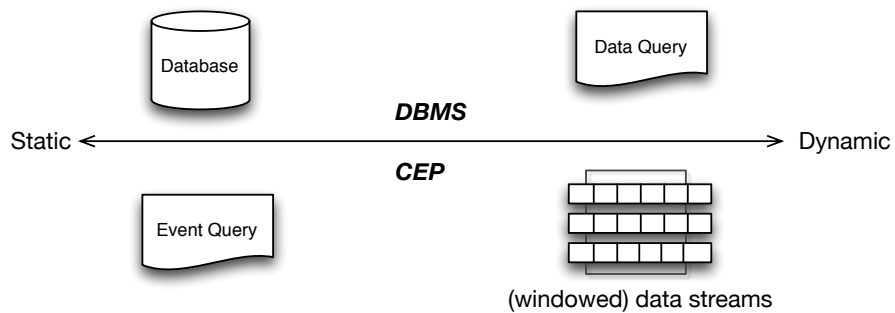 Database
Data Query
DBMS
Static
Dynamic
CEP
Event Query
(windowed) data streams